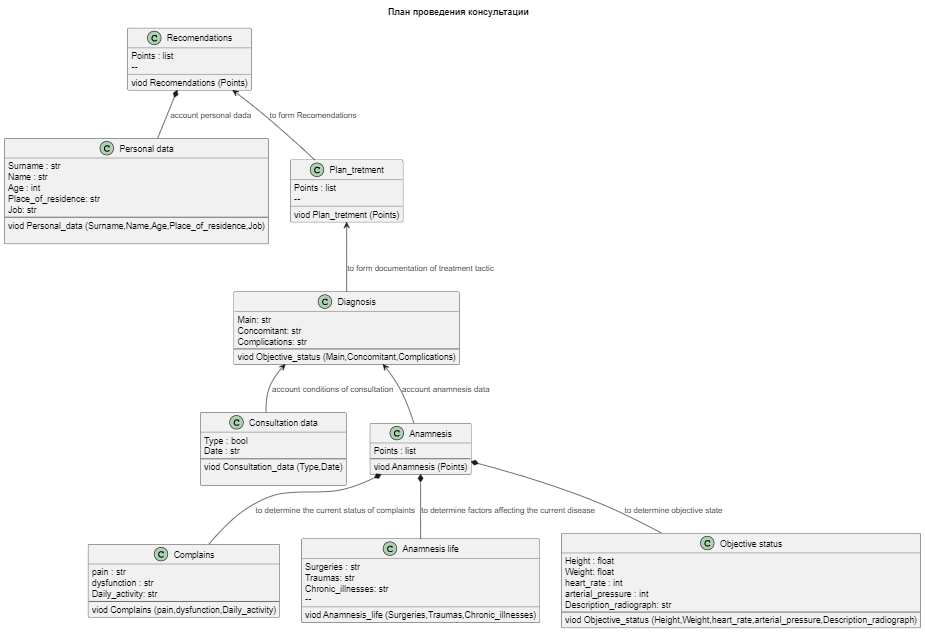 План проведения консультации
C Recomendations
Points : list
--
viod Recomendations (Points)
account personal dada
to form Recomendations
C Personal data
Surname : str
Name : str
Age : int
Place_of_residence: str
Job: str
viod Personal_data (Surname,Name,Age,Place_of_residence,Job)
C Plan_tretment
Points : list
--
viod Plan_tretment (Points)
to form documentation of treatment tactic
C Diagnosis
Main: str
Concomitant: str
Complications: str
viod Objective_status (Main,Concomitant,Complications)
account conditions of consultation
account anamnesis data
C Consultation data
Type : bool
Date : str
viod Consultation_data (Type,Date)
C Anamnesis
Points : list
viod Anamnesis (Points)
to determine the current status of complaints
to determine factors affecting the current disease
to determine objective state
C Complains
pain : str
dysfunction : str
Daily_activity: str
viod Complains (pain,dysfunction,Daily_activity)
C Anamnesis life
Surgeries : str
Traumas: str
Chronic_illnesses: str
--
viod Anamnesis_life (Surgeries,Traumas,Chronic_illnesses)
C Objective status
Height : float
Weight: float
heart_rate : int
arterial_pressure : int
Description_radiograph: str
viod Objective_status (Height,Weight,heart_rate,arterial_pressure,Description_radiograph)